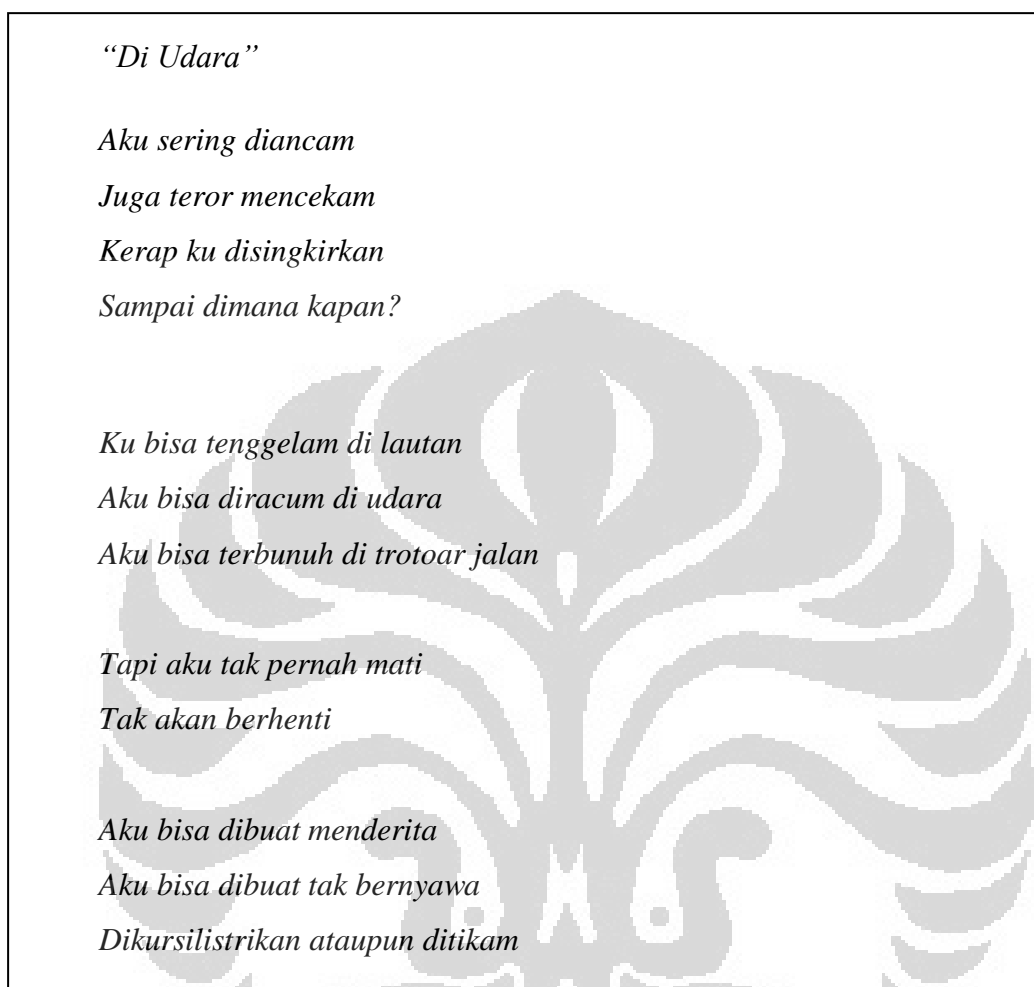 “Di Udara”
Aku sering diancam
Juga teror mencekam
Kerap ku disingkirkan
Sampai dimana kapan?
Ku bisa tenggelam di lautan
Aku bisa diracum di udara
Aku bisa terbunuh di trotoar jalan
Tapi aku tak pernah mati
Tak akan berhenti
Aku bisa dibuat menderita
Aku bisa dibuat tak bernyawa
Dikursilistrikan ataupun ditikam